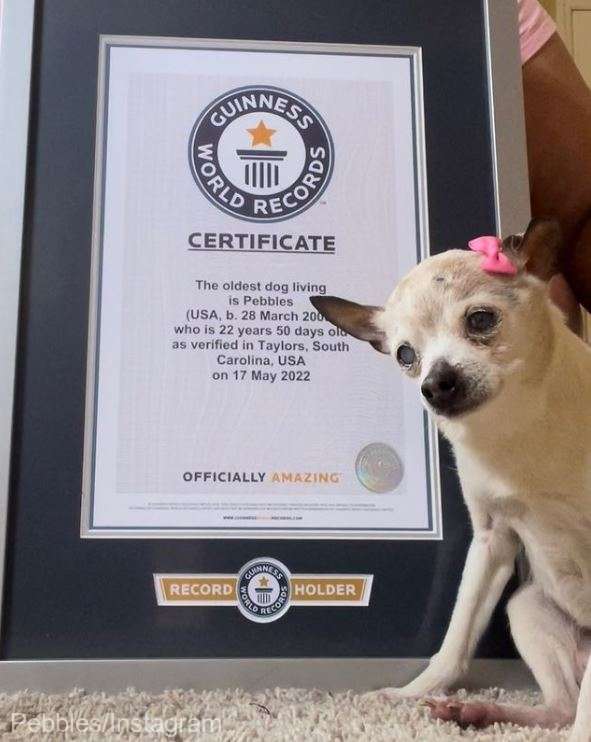 GUINNESS
WORLD RECORDS
CERTIFICATE
The oldest dog living
is Pebbles
(USA, b. 28 March
who is 22 years 50 days
as verified in Taylors, South
Carolina, USA
on 17 May 2022
OFFICIALLY AMAZING
RECORD
GUINNESS
WORLD RECORDS
HOLDER
Pebbles/Instagram